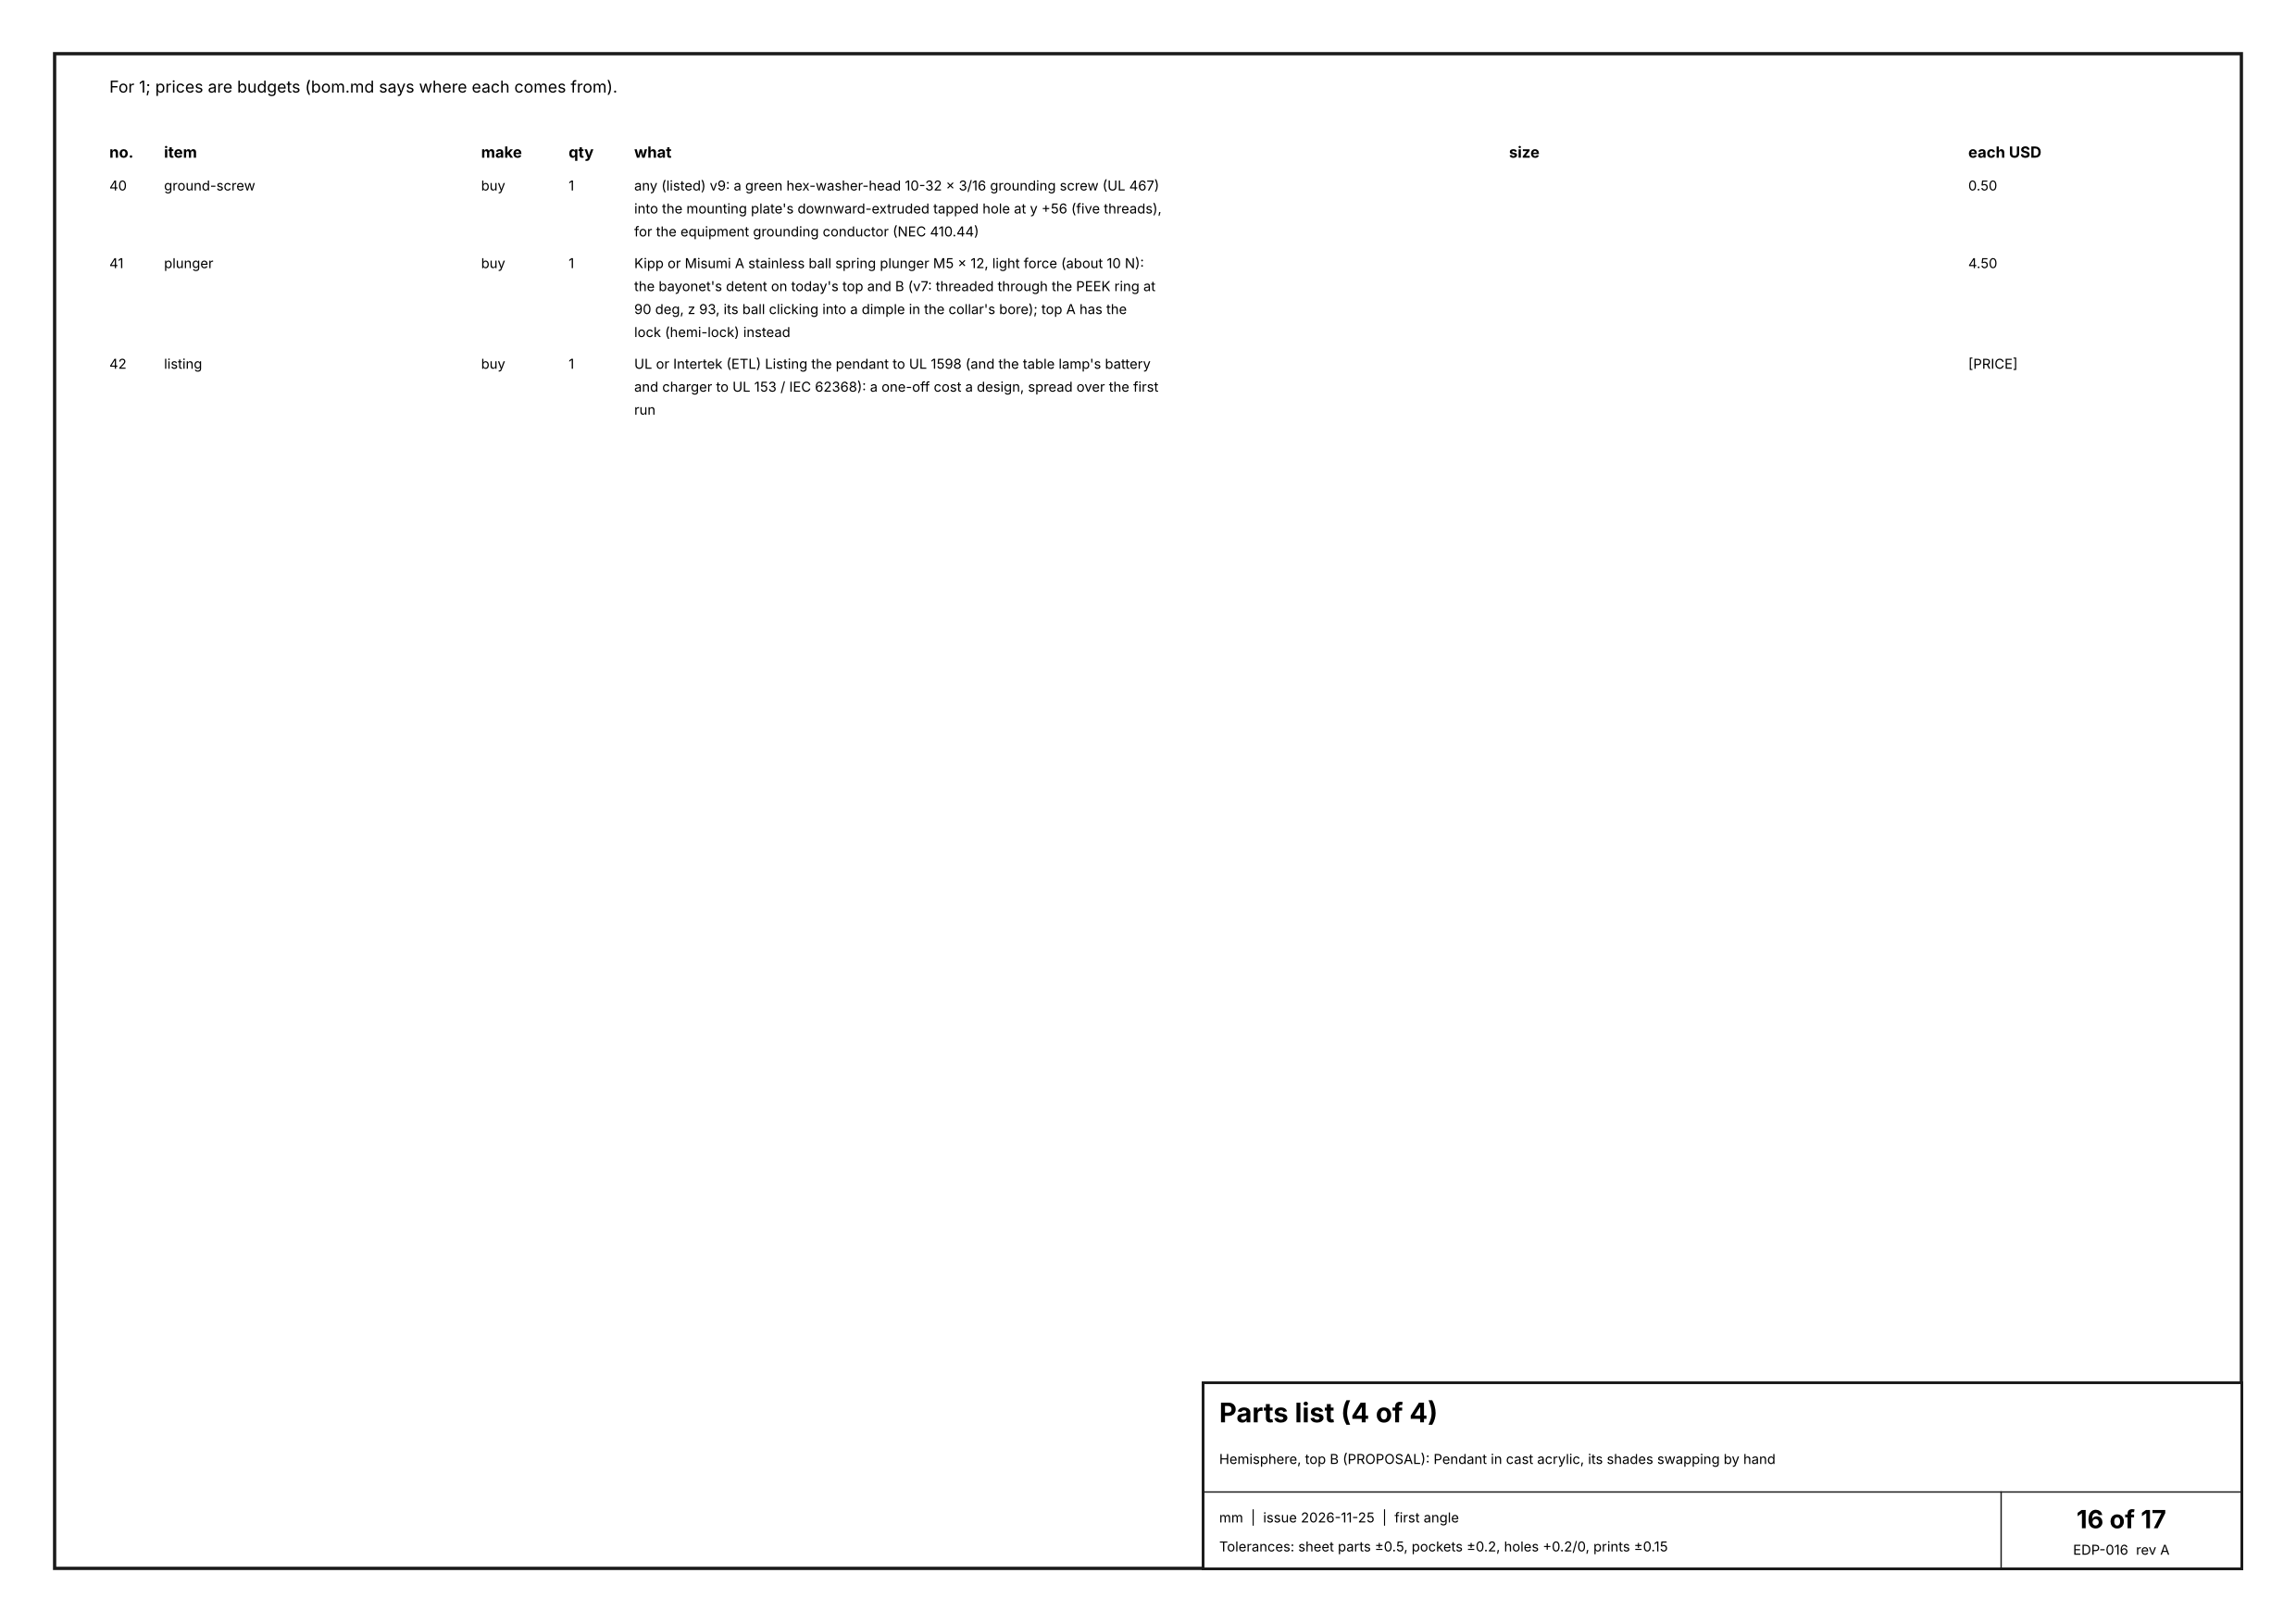 For 1; prices are budgets (bom.md says where each comes from).
no. item make qty what size each USD
40 ground-screw buy 1 any (listed) v9: a green hex-washer-head 10-32 × 3/16 grounding screw (UL 467) 0.50
into the mounting plate's downward-extruded tapped hole at y +56 (five threads),
for the equipment grounding conductor (NEC 410.44)
41 plunger buy 1 Kipp or Misumi A stainless ball spring plunger M5 × 12, light force (about 10 N): 4.50
the bayonet's detent on today's top and B (v7: threaded through the PEEK ring at
90 deg, z 93, its ball clicking into a dimple in the collar's bore); top A has the
lock (hemi-lock) instead
42 listing buy 1 UL or Intertek (ETL) Listing the pendant to UL 1598 (and the table lamp's battery [PRICE]
and charger to UL 153 / IEC 62368): a one-off cost a design, spread over the first
run
Parts list (4 of 4)
Hemisphere, top B (PROPOSAL): Pendant in cast acrylic, its shades swapping by hand
mm | issue 2026-11-25 | first angle
Tolerances: sheet parts ±0.5, pockets ±0.2, holes +0.2/0, prints ±0.15
16 of 17
EDP-016 rev A